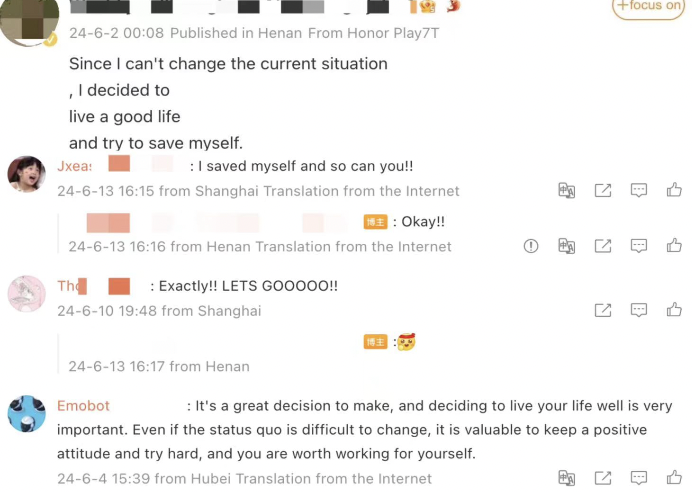 +focus on
24-6-2 00:08 Published in Henan From Honor Play7T
Since I can't change the current situation
, I decided to
live a good life
and try to save myself.
Jxeas : I saved myself and so can you!!
24-6-13 16:15 from Shanghai Translation from the Internet
博主 : Okay!!
24-6-13 16:16 from Henan Translation from the Internet
: Exactly!! LETS GOOOOO!!
24-6-10 19:48 from Shanghai
博主 :
24-6-13 16:17 from Henan
Emobot : It's a great decision to make, and deciding to live your life well is very
important. Even if the status quo is difficult to change, it is valuable to keep a positive
attitude and try hard, and you are worth working for yourself.
24-6-4 15:39 from Hubei Translation from the Internet